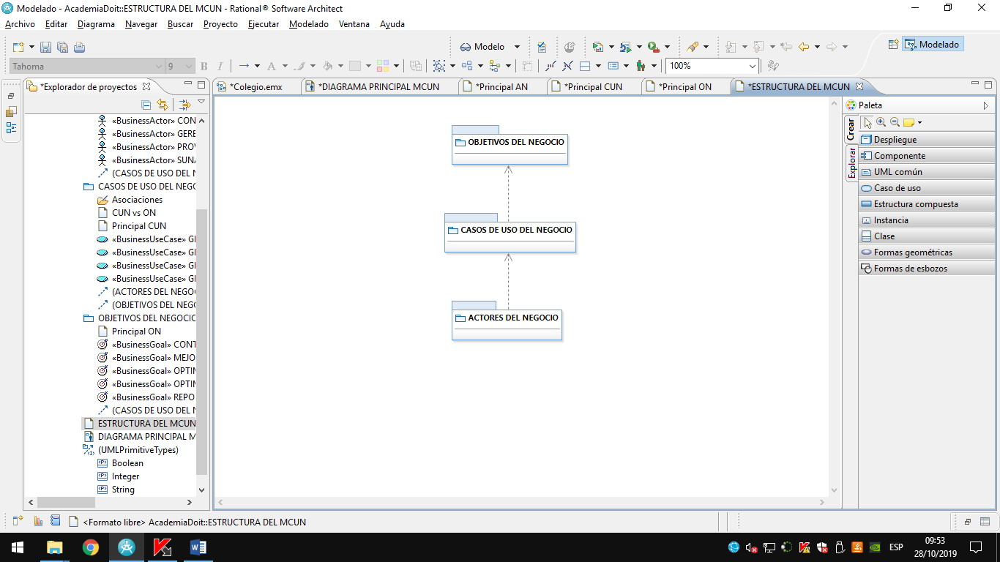 Modelado - AcademiaDoit::ESTRUCTURA DEL MCUN - Rational® Software Architect
Archivo Editar Diagrama Navegar Buscar Proyecto Ejecutar Modelado Ventana Ayuda
Modelo
Modelado
Tahoma 9 B I A 100%
*Explorador de proyectos
*Colegio.emx *DIAGRAMA PRINCIPAL MCUN *Principal AN *Principal CUN *Principal ON *ESTRUCTURA DEL MCUN
«BusinessActor» CON
«BusinessActor» GERE
«BusinessActor» PROV
«BusinessActor» SUNA
(CASOS DE USO DEL N
CASOS DE USO DEL NEGO
Asociaciones
CUN vs ON
Principal CUN
«BusinessUseCase» GE
«BusinessUseCase» GE
«BusinessUseCase» GE
«BusinessUseCase» GE
(ACTORES DEL NEGO
(OBJETIVOS DEL NEG
OBJETIVOS DEL NEGOCIO
Principal ON
«BusinessGoal» CONT
«BusinessGoal» MEJO
«BusinessGoal» OPTIM
«BusinessGoal» OPTIM
«BusinessGoal» REPO
(CASOS DE USO DEL N
ESTRUCTURA DEL MCUN
DIAGRAMA PRINCIPAL M
(UMLPrimitiveTypes)
Boolean
Integer
String
OBJETIVOS DEL NEGOCIO
CASOS DE USO DEL NEGOCIO
ACTORES DEL NEGOCIO
Crear
Explorar
Paleta
Despliegue
Componente
UML común
Caso de uso
Estructura compuesta
Instancia
Clase
Formas geométricas
Formas de esbozos
<Formato libre> AcademiaDoit::ESTRUCTURA DEL MCUN
ESP
09:53
28/10/2019